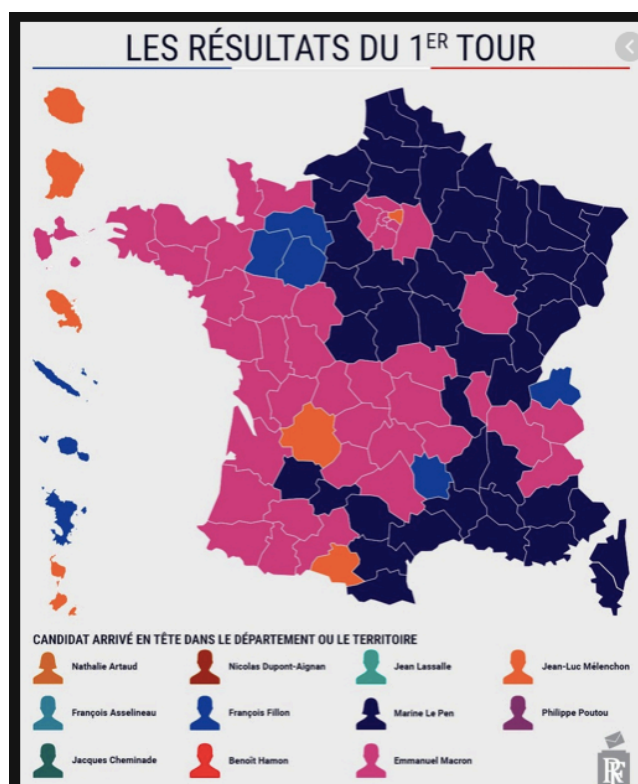 LES RÉSULTATS DU 1ER TOUR
CANDIDAT ARRIVÉ EN TÊTE DANS LE DÉPARTEMENT OU LE TERRITOIRE
Nathalie Artaud
Nicolas Dupont-Aignan
Jean Lassalle
Jean-Luc Mélenchon
François Asselineau
François Fillon
Marine Le Pen
Philippe Poutou
Jacques Cheminade
Benoît Hamon
Emmanuel Macron